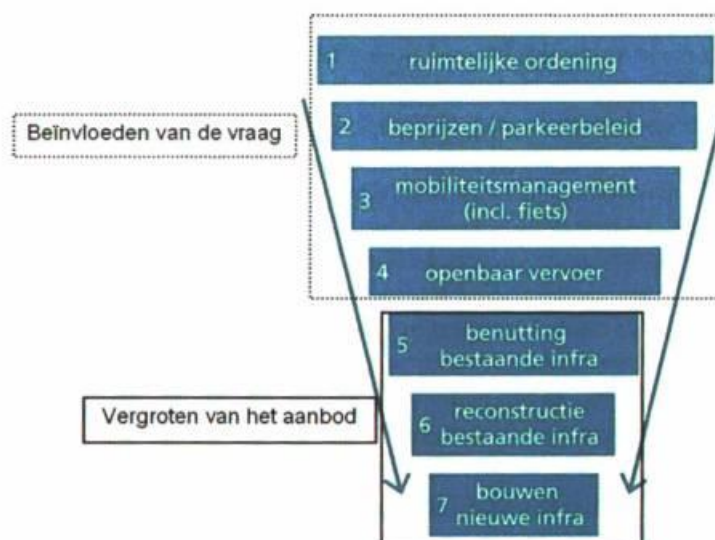 1 ruimtelijke ordening
Beïnvloeden van de vraag
2 beprijzen / parkeerbeleid
3 mobiliteitsmanagement
(incl. fiets)
4 openbaar vervoer
5 benutting
bestaande infra
Vergroten van het aanbod
6 reconstructie
bestaande infra
7 bouwen
nieuwe infra